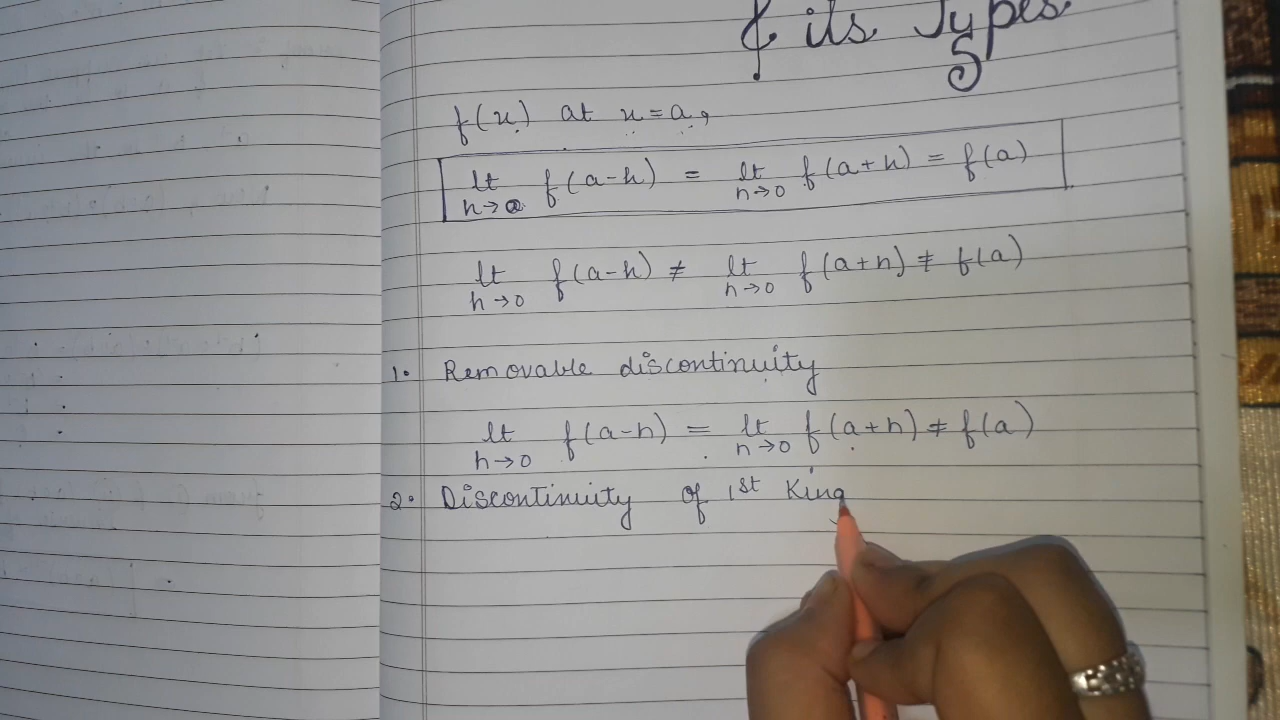 & its Types
f(x) at x = a,
lt h→0 f(a-h) = lt h→0 f(a+h) = f(a)
lt h→0 f(a-h) ≠ lt h→0 f(a+h) ≠ f(a)
1. Removable discontinuity
lt h→0 f(a-h) = lt h→0 f(a+h) ≠ f(a)
2. Discontinuity of 1st King